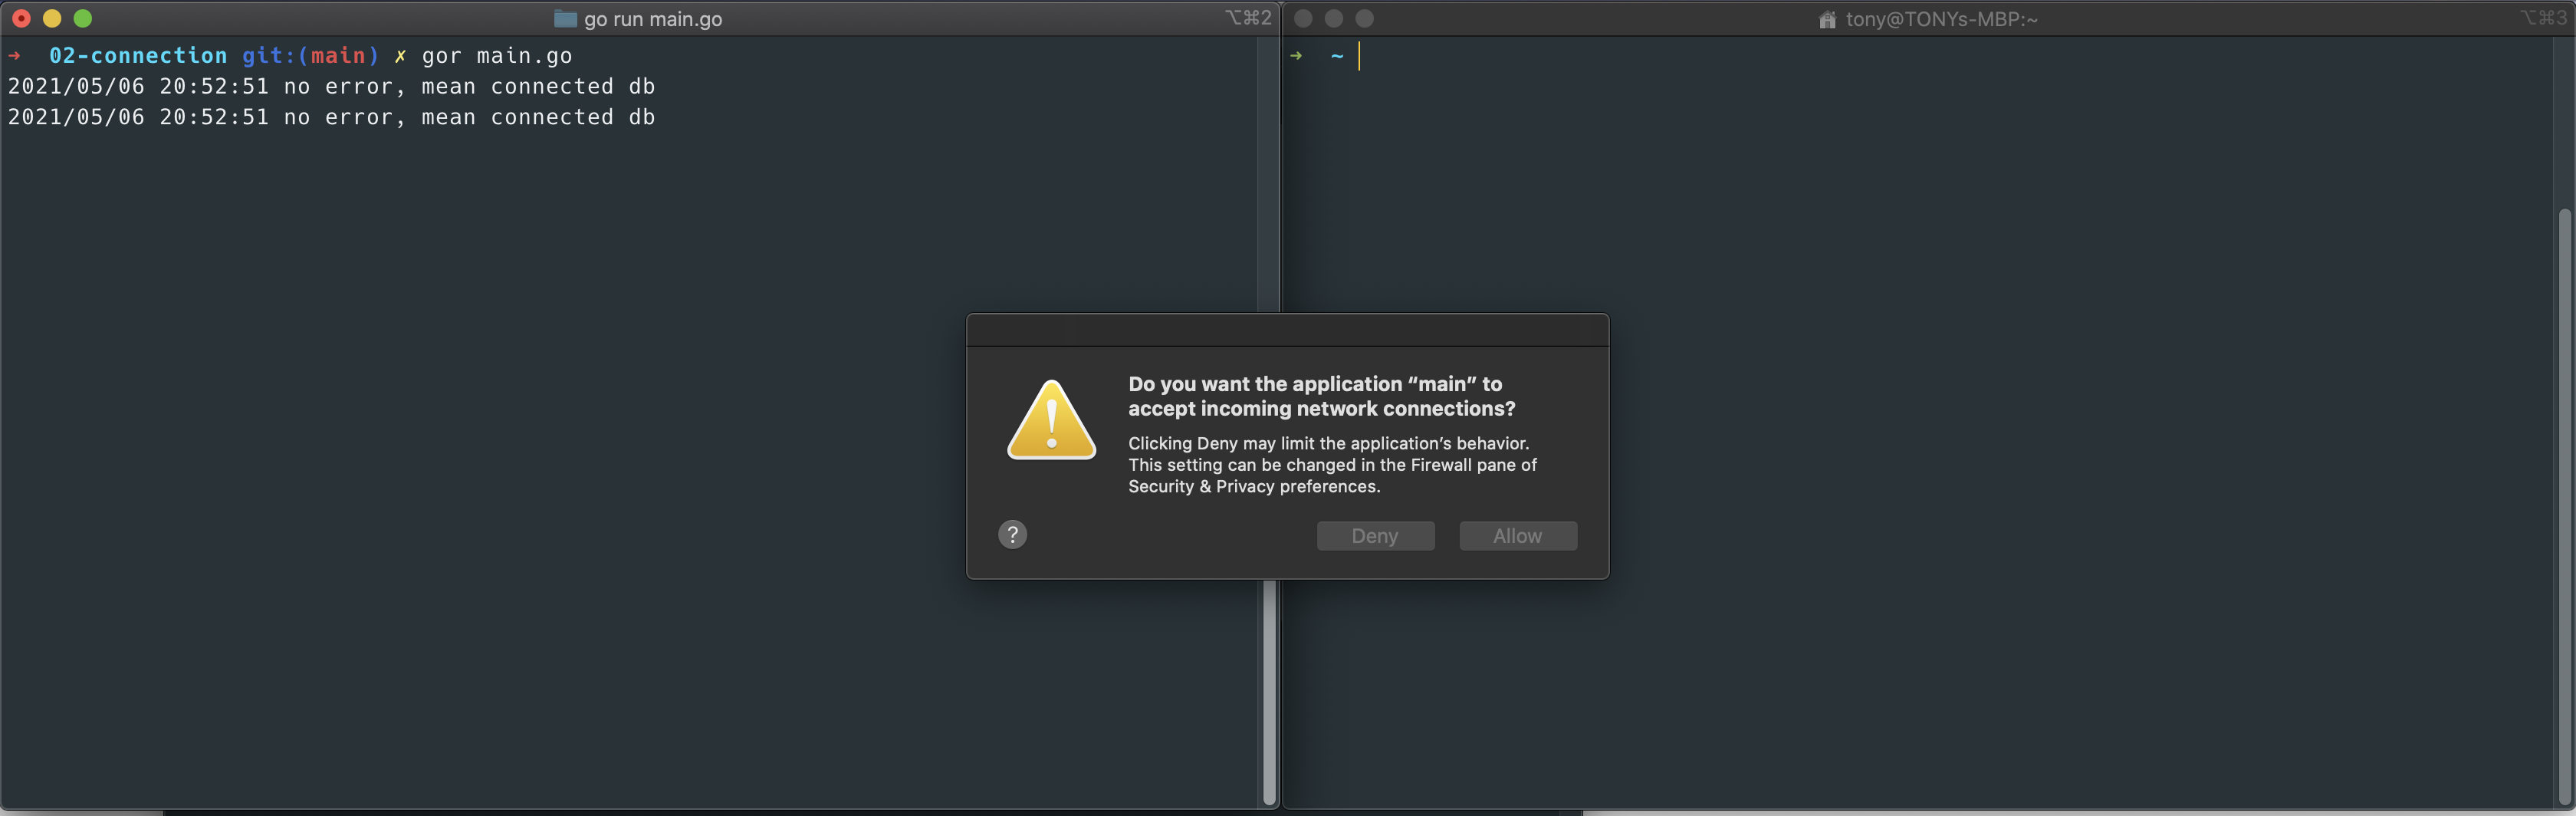 go run main.go ⌥⌘2
→ 02-connection git:(main) ✗ gor main.go
2021/05/06 20:52:51 no error, mean connected db
2021/05/06 20:52:51 no error, mean connected db
tony@TONYs-MBP:~ ⌥⌘3
→ ~
Do you want the application “main” to
accept incoming network connections?
Clicking Deny may limit the application’s behavior.
This setting can be changed in the Firewall pane of
Security & Privacy preferences.
? Deny Allow